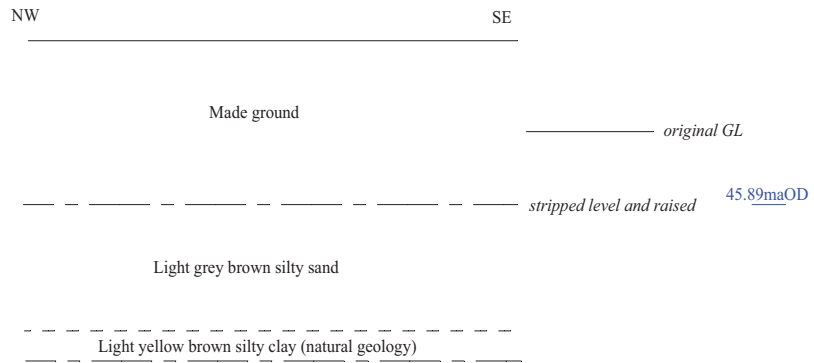 NW SE
Made ground
original GL
stripped level and raised 45.89maOD
Light grey brown silty sand
Light yellow brown silty clay (natural geology)